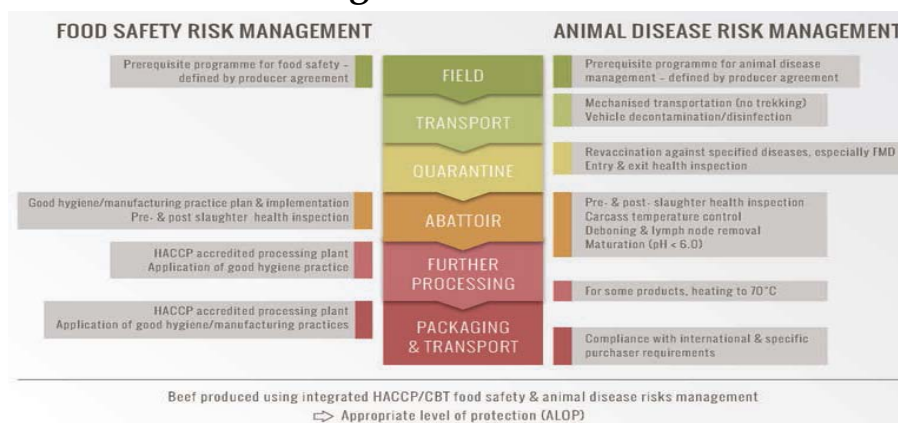 FOOD SAFETY RISK MANAGEMENT
ANIMAL DISEASE RISK MANAGEMENT
Prerequisite programme for food safety –
defined by producer agreement
FIELD
Prerequisite programme for animal disease
management – defined by producer agreement
TRANSPORT
Mechanised transportation (no trekking)
Vehicle decontamination/disinfection
QUARANTINE
Revaccination against specified diseases, especially FMD
Entry & exit health inspection
Good hygiene/manufacturing practice plan & implementation
Pre- & post slaughter health inspection
ABATTOIR
Pre- & post- slaughter health inspection
Carcass temperature control
Deboning & lymph node removal
Maturation (pH < 6.0)
HACCP accredited processing plant
Application of good hygiene practice
FURTHER
PROCESSING
For some products, heating to 70°C
HACCP accredited processing plant
Application of good hygiene/manufacturing practices
PACKAGING
& TRANSPORT
Compliance with international & specific
purchaser requirements
Beef produced using integrated HACCP/CBT food safety & animal disease risks management
⇨ Appropriate level of protection (ALOP)